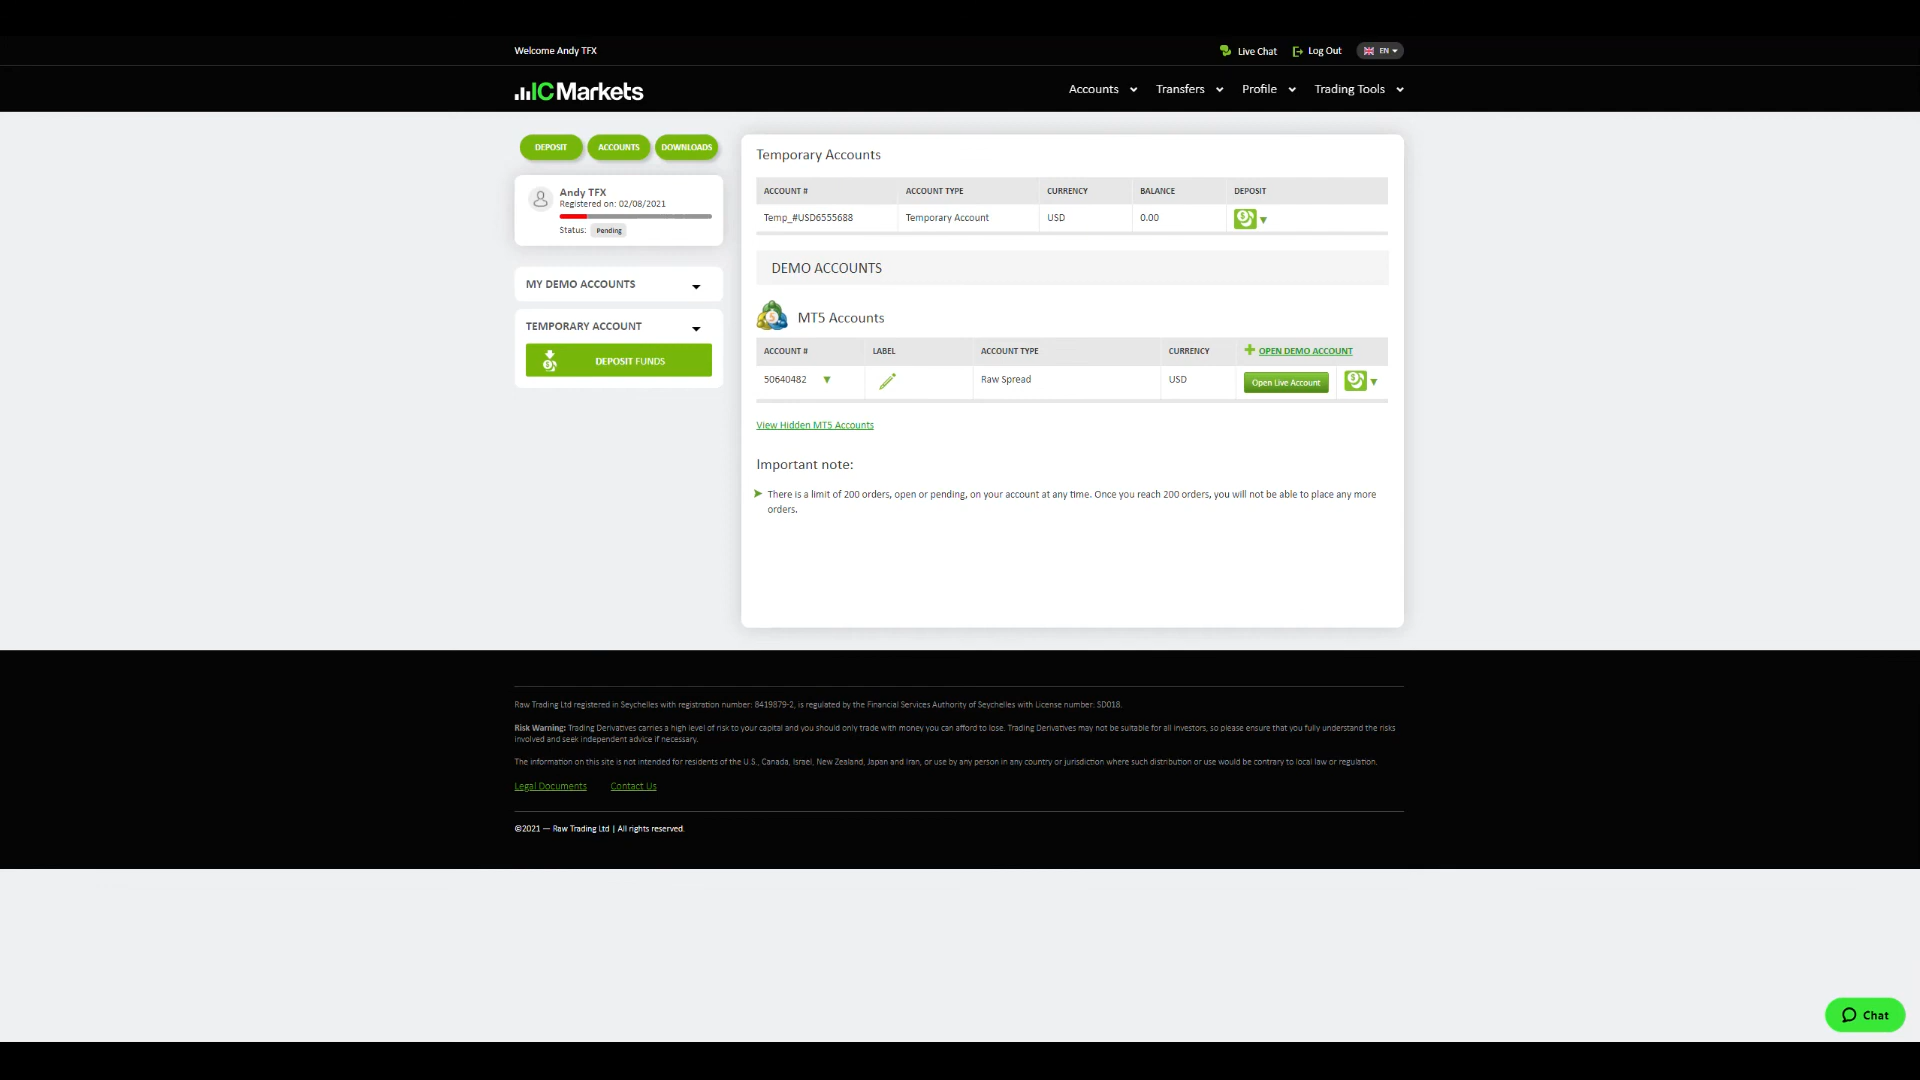 Welcome Andy TFX
Live Chat
Log Out
EN
ICMarkets
Accounts
Transfers
Profile
Trading Tools
DEPOSIT
ACCOUNTS
DOWNLOADS
Andy TFX
Registered on: 02/08/2021
Status: Pending
MY DEMO ACCOUNTS
TEMPORARY ACCOUNT
DEPOSIT FUNDS
Temporary Accounts
ACCOUNT # ACCOUNT TYPE CURRENCY BALANCE DEPOSIT
Temp_#USD6555688 Temporary Account USD 0.00
DEMO ACCOUNTS
MT5 Accounts
ACCOUNT # LABEL ACCOUNT TYPE CURRENCY OPEN DEMO ACCOUNT
50640482 Raw Spread USD Open Live Account
View Hidden MT5 Accounts
Important note:
There is a limit of 200 orders, open or pending, on your account at any time. Once you reach 200 orders, you will not be able to place any more
orders.
Raw Trading Ltd registered in Seychelles with registration number: 8419879-2, is regulated by the Financial Services Authority of Seychelles with License number: SD018.
Risk Warning: Trading Derivatives carries a high level of risk to your capital and you should only trade with money you can afford to lose. Trading Derivatives may not be suitable for all investors, so please ensure that you fully understand the risks
involved and seek independent advice if necessary.
The information on this site is not intended for residents of the U.S., Canada, Israel, New Zealand, Japan and Iran, or use by any person in any country or jurisdiction where such distribution or use would be contrary to local law or regulation.
Legal Documents
Contact Us
©2021 — Raw Trading Ltd | All rights reserved.
Chat